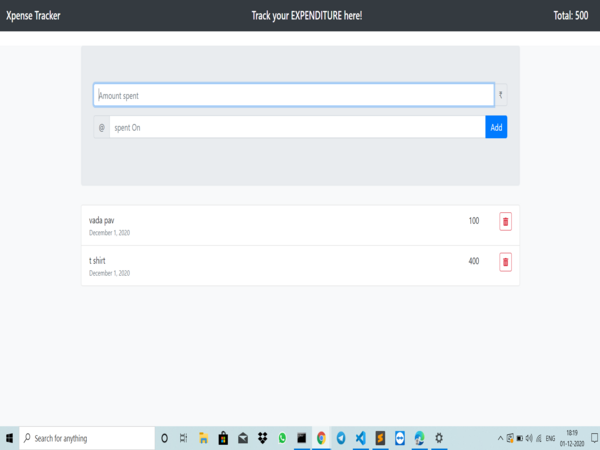 Xpense Tracker Track your EXPENDITURE here! Total: 500
Amount spent ₹
@ spent On Add
vada pav 100
December 1, 2020
t shirt 400
December 1, 2020
Search for anything ENG 18:19
01-12-2020